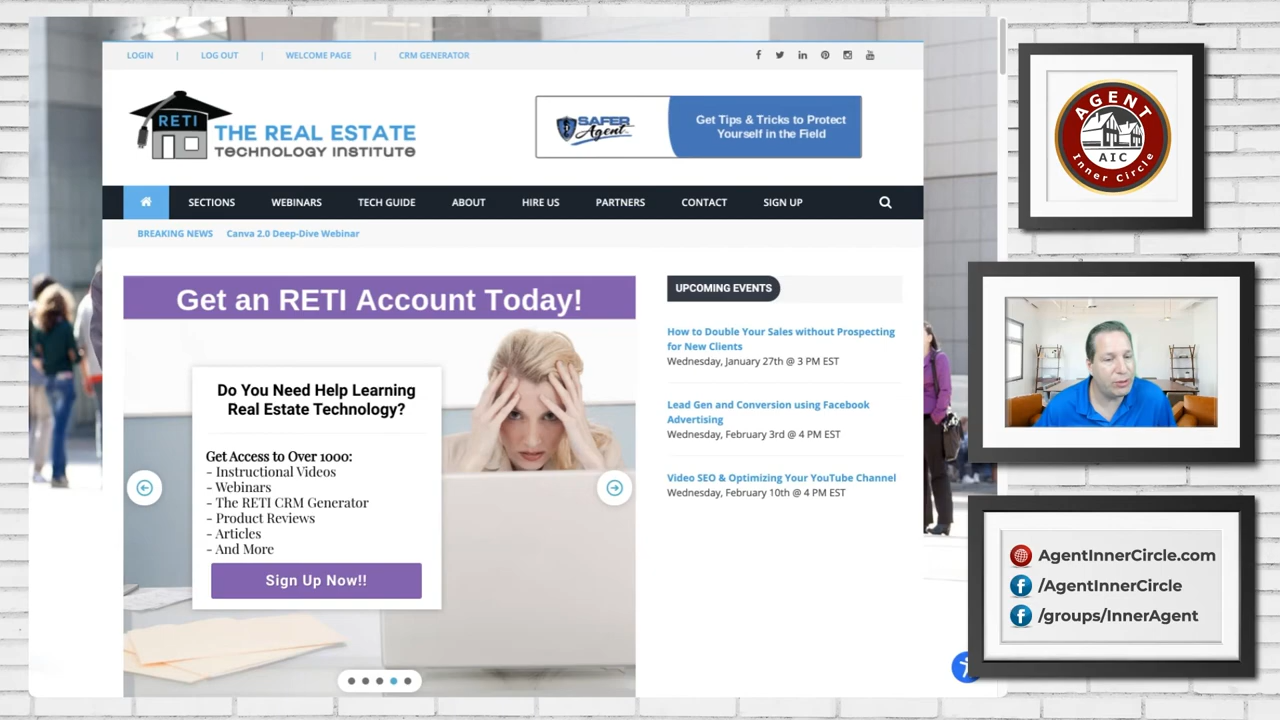 LOGIN | LOG OUT | WELCOME PAGE | CRM GENERATOR
RETI
THE REAL ESTATE
TECHNOLOGY INSTITUTE
SAFER
Agent
Get Tips & Tricks to Protect
Yourself in the Field
SECTIONS WEBINARS TECH GUIDE ABOUT HIRE US PARTNERS CONTACT SIGN UP
BREAKING NEWS Canva 2.0 Deep-Dive Webinar
Get an RETI Account Today!
Do You Need Help Learning
Real Estate Technology?
Get Access to Over 1000:
- Instructional Videos
- Webinars
- The RETI CRM Generator
- Product Reviews
- Articles
- And More
Sign Up Now!!
UPCOMING EVENTS
How to Double Your Sales without Prospecting
for New Clients
Wednesday, January 27th @ 3 PM EST
Lead Gen and Conversion using Facebook
Advertising
Wednesday, February 3rd @ 4 PM EST
Video SEO & Optimizing Your YouTube Channel
Wednesday, February 10th @ 4 PM EST
AGENT
AIC
Inner Circle
AgentInnerCircle.com
/AgentInnerCircle
/groups/InnerAgent